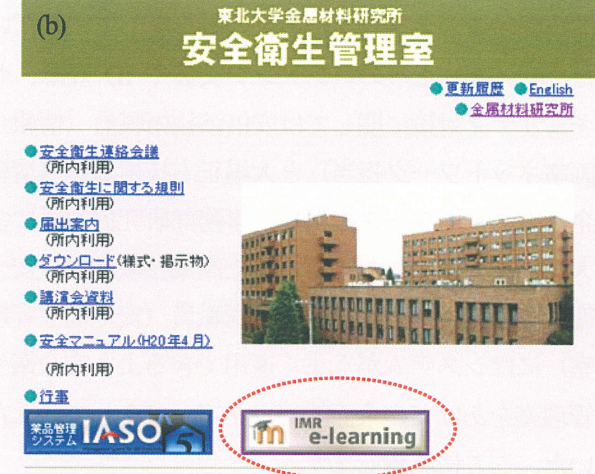 (b)
東北大学金属材料研究所
安全衛生管理室
更新履歴 English
金属材料研究所
安全衛生連絡会議
(所内利用)
安全衛生に関する規則
(所内利用)
届出案内
(所内利用)
ダウンロード(様式・掲示物)
(所内利用)
講演会資料
(所内利用)
安全マニュアル(H20年4月)
(所内利用)
行事
薬品管理
システム IASO 5
IMR
e-learning